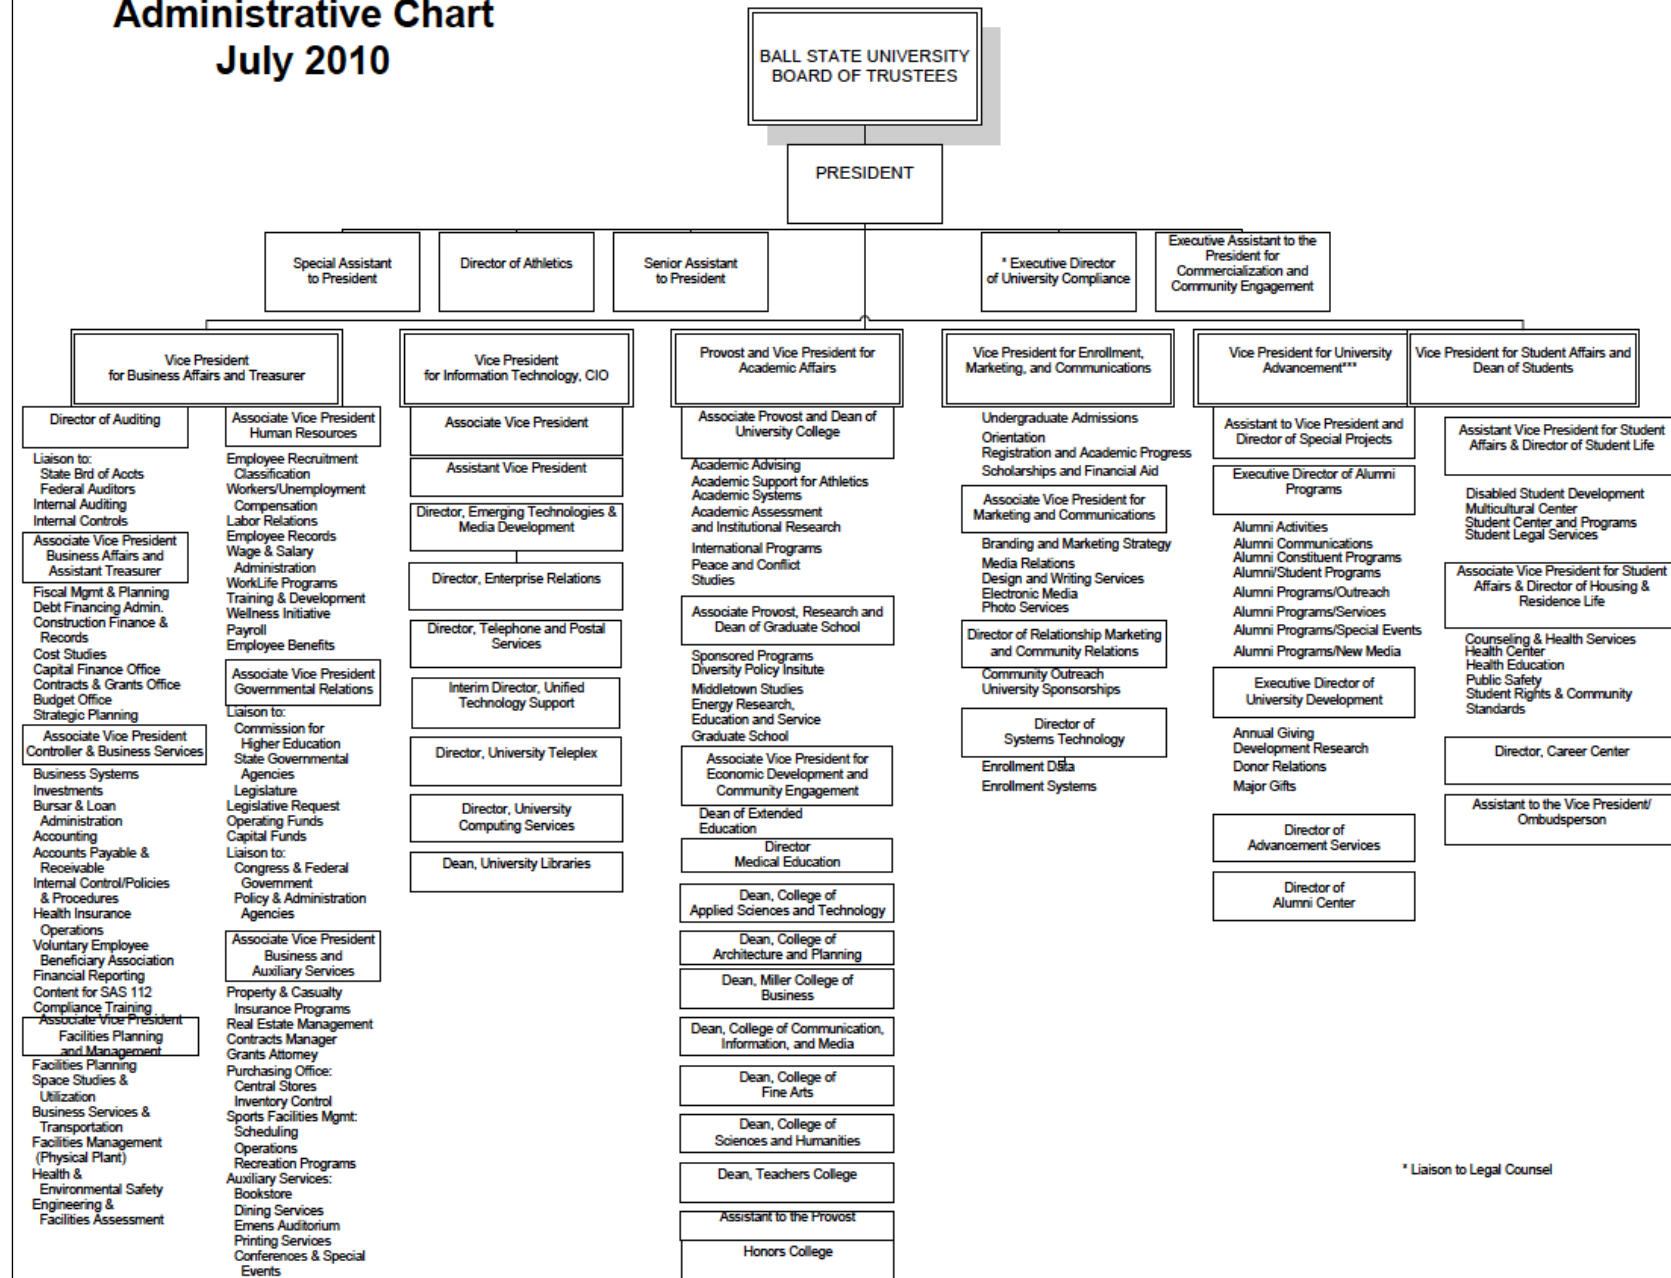 Administrative Chart
July 2010
BALL STATE UNIVERSITY
BOARD OF TRUSTEES
PRESIDENT
Special Assistant
to President
Director of Athletics
Senior Assistant
to President
* Executive Director
of University Compliance
Executive Assistant to the
President for
Commercialization and
Community Engagement
Vice President
for Business Affairs and Treasurer
Director of Auditing
Liaison to:
State Brd of Accts
Federal Auditors
Internal Auditing
Internal Controls
Associate Vice President
Business Affairs and
Assistant Treasurer
Fiscal Mgmt & Planning
Debt Financing Admin.
Construction Finance &
Records
Cost Studies
Capital Finance Office
Contracts & Grants Office
Budget Office
Strategic Planning
Associate Vice President
Controller & Business Services
Business Systems
Investments
Bursar & Loan
Administration
Accounting
Accounts Payable &
Receivable
Internal Control/Policies
& Procedures
Health Insurance
Operations
Voluntary Employee
Beneficiary Association
Financial Reporting
Content for SAS 112
Compliance Training
Associate Vice President
Facilities Planning
and Management
Facilities Planning
Space Studies &
Utilization
Business Services &
Transportation
Facilities Management
(Physical Plant)
Health &
Environmental Safety
Engineering &
Facilities Assessment
Associate Vice President
Human Resources
Employee Recruitment
Classification
Workers/Unemployment
Compensation
Labor Relations
Employee Records
Wage & Salary
Administration
WorkLife Programs
Training & Development
Wellness Initiative
Payroll
Employee Benefits
Associate Vice President
Governmental Relations
Liaison to:
Commission for
Higher Education
State Governmental
Agencies
Legislature
Legislative Request
Operating Funds
Capital Funds
Liaison to:
Congress & Federal
Government
Policy & Administration
Agencies
Associate Vice President
Business and
Auxiliary Services
Property & Casualty
Insurance Programs
Real Estate Management
Contracts Manager
Grants Attorney
Purchasing Office:
Central Stores
Inventory Control
Sports Facilities Mgmt:
Scheduling
Operations
Recreation Programs
Auxiliary Services:
Bookstore
Dining Services
Emens Auditorium
Printing Services
Conferences & Special
Events
Vice President
for Information Technology, CIO
Associate Vice President
Assistant Vice President
Director, Emerging Technologies &
Media Development
Director, Enterprise Relations
Director, Telephone and Postal
Services
Interim Director, Unified
Technology Support
Director, University Teleplex
Director, University
Computing Services
Dean, University Libraries
Provost and Vice President for
Academic Affairs
Associate Provost and Dean of
University College
Academic Advising
Academic Support for Athletics
Academic Systems
Academic Assessment
and Institutional Research
International Programs
Peace and Conflict
Studies
Associate Provost, Research and
Dean of Graduate School
Sponsored Programs
Diversity Policy Insitute
Middletown Studies
Energy Research,
Education and Service
Graduate School
Associate Vice President for
Economic Development and
Community Engagement
Dean of Extended
Education
Director
Medical Education
Dean, College of
Applied Sciences and Technology
Dean, College of
Architecture and Planning
Dean, Miller College of
Business
Dean, College of Communication,
Information, and Media
Dean, College of
Fine Arts
Dean, College of
Sciences and Humanities
Dean, Teachers College
Assistant to the Provost
Honors College
Vice President for Enrollment,
Marketing, and Communications
Undergraduate Admissions
Orientation
Registration and Academic Progress
Scholarships and Financial Aid
Associate Vice President for
Marketing and Communications
Branding and Marketing Strategy
Media Relations
Design and Writing Services
Electronic Media
Photo Services
Director of Relationship Marketing
and Community Relations
Community Outreach
University Sponsorships
Director of
Systems Technology
Enrollment Data
Enrollment Systems
Vice President for University
Advancement***
Assistant to Vice President and
Director of Special Projects
Executive Director of Alumni
Programs
Alumni Activities
Alumni Communications
Alumni Constituent Programs
Alumni/Student Programs
Alumni Programs/Outreach
Alumni Programs/Services
Alumni Programs/Special Events
Alumni Programs/New Media
Executive Director of
University Development
Annual Giving
Development Research
Donor Relations
Major Gifts
Director of
Advancement Services
Director of
Alumni Center
Vice President for Student Affairs and
Dean of Students
Assistant Vice President for Student
Affairs & Director of Student Life
Disabled Student Development
Multicultural Center
Student Center and Programs
Student Legal Services
Associate Vice President for Student
Affairs & Director of Housing &
Residence Life
Counseling & Health Services
Health Center
Health Education
Public Safety
Student Rights & Community
Standards
Director, Career Center
Assistant to the Vice President/
Ombudsperson
* Liaison to Legal Counsel